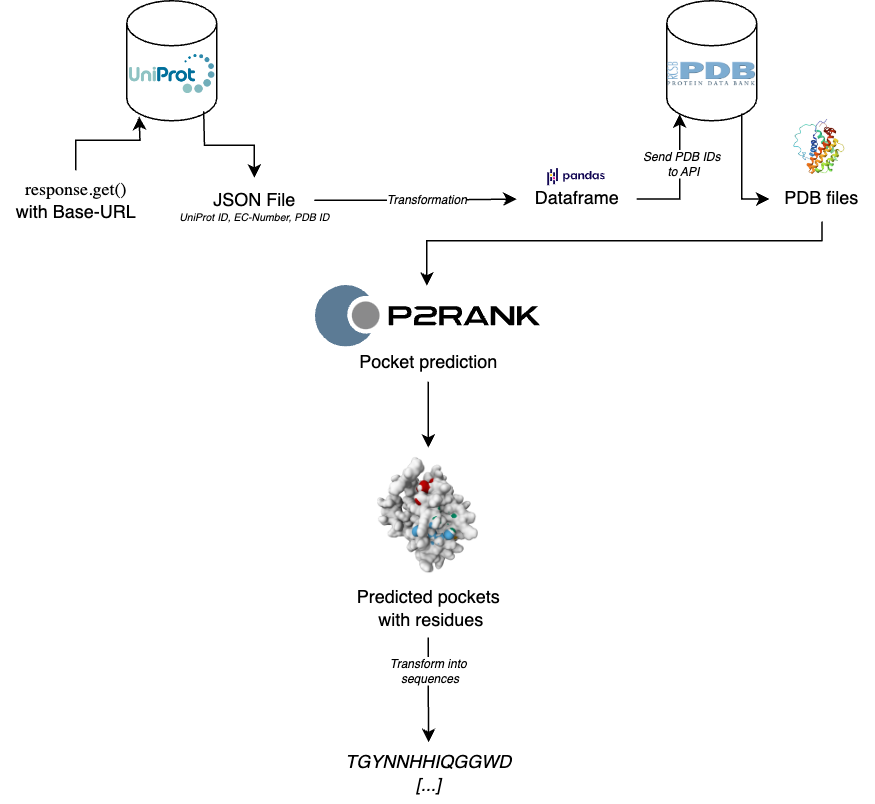 UniProt
RCSB
PDB
PROTEIN DATA BANK
response.get()
with Base-URL
JSON File
UniProt ID, EC-Number, PDB ID
Transformation
pandas
Dataframe
Send PDB IDs
to API
PDB files
P2RANK
Pocket prediction
Predicted pockets
with residues
Transform into
sequences
TGYNNHHIQGGWD
[...]